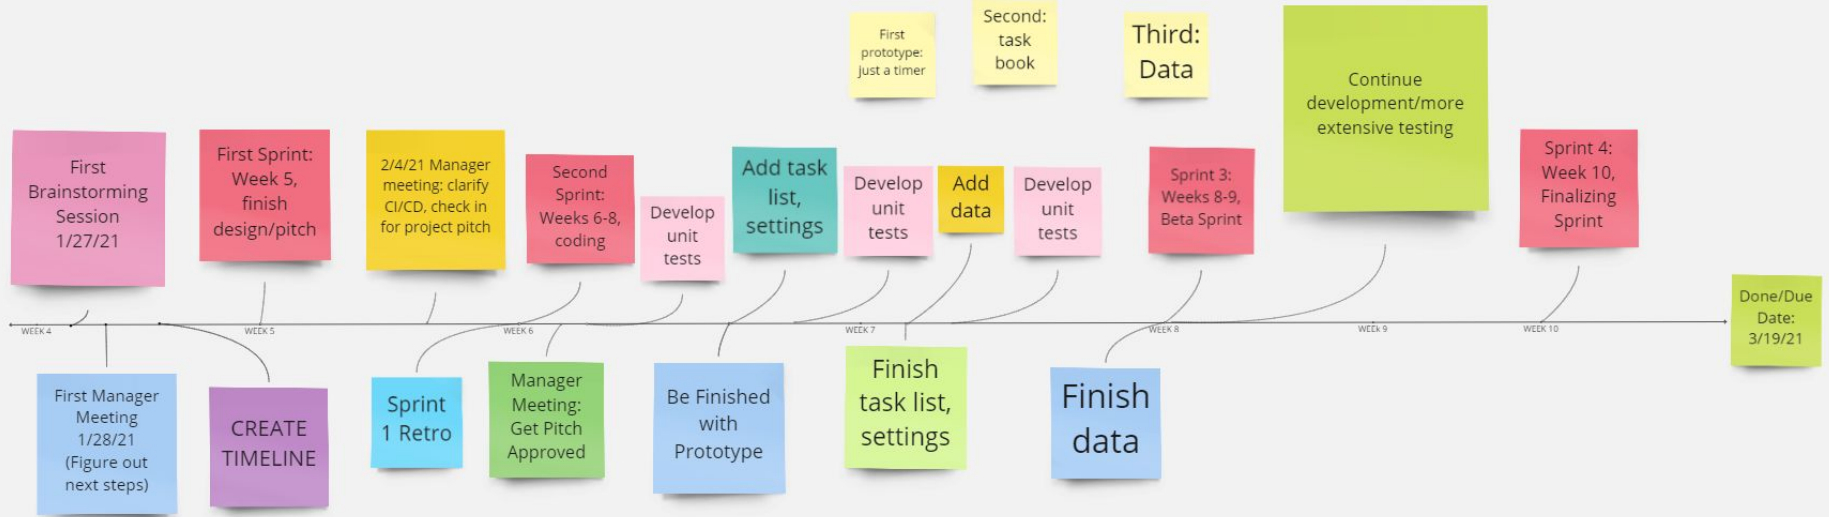 First
prototype:
just a timer
Second:
task
book
Third:
Data
Continue
development/more
extensive testing
First
Brainstorming
Session
1/27/21
First Sprint:
Week 5,
finish
design/pitch
2/4/21 Manager
meeting: clarify
CI/CD, check in
for project pitch
Second
Sprint:
Weeks 6-8,
coding
Develop
unit
tests
Add task
list,
settings
Develop
unit
tests
Add
data
Develop
unit
tests
Sprint 3:
Weeks 8-9,
Beta Sprint
Sprint 4:
Week 10,
Finalizing
Sprint
WEEK 4
WEEK 5
WEEK 6
WEEK 7
WEEK 8
WEEK 9
WEEK 10
Done/Due
Date:
3/19/21
First Manager
Meeting
1/28/21
(Figure out
next steps)
CREATE
TIMELINE
Sprint
1 Retro
Manager
Meeting:
Get Pitch
Approved
Be Finished
with
Prototype
Finish
task list,
settings
Finish
data